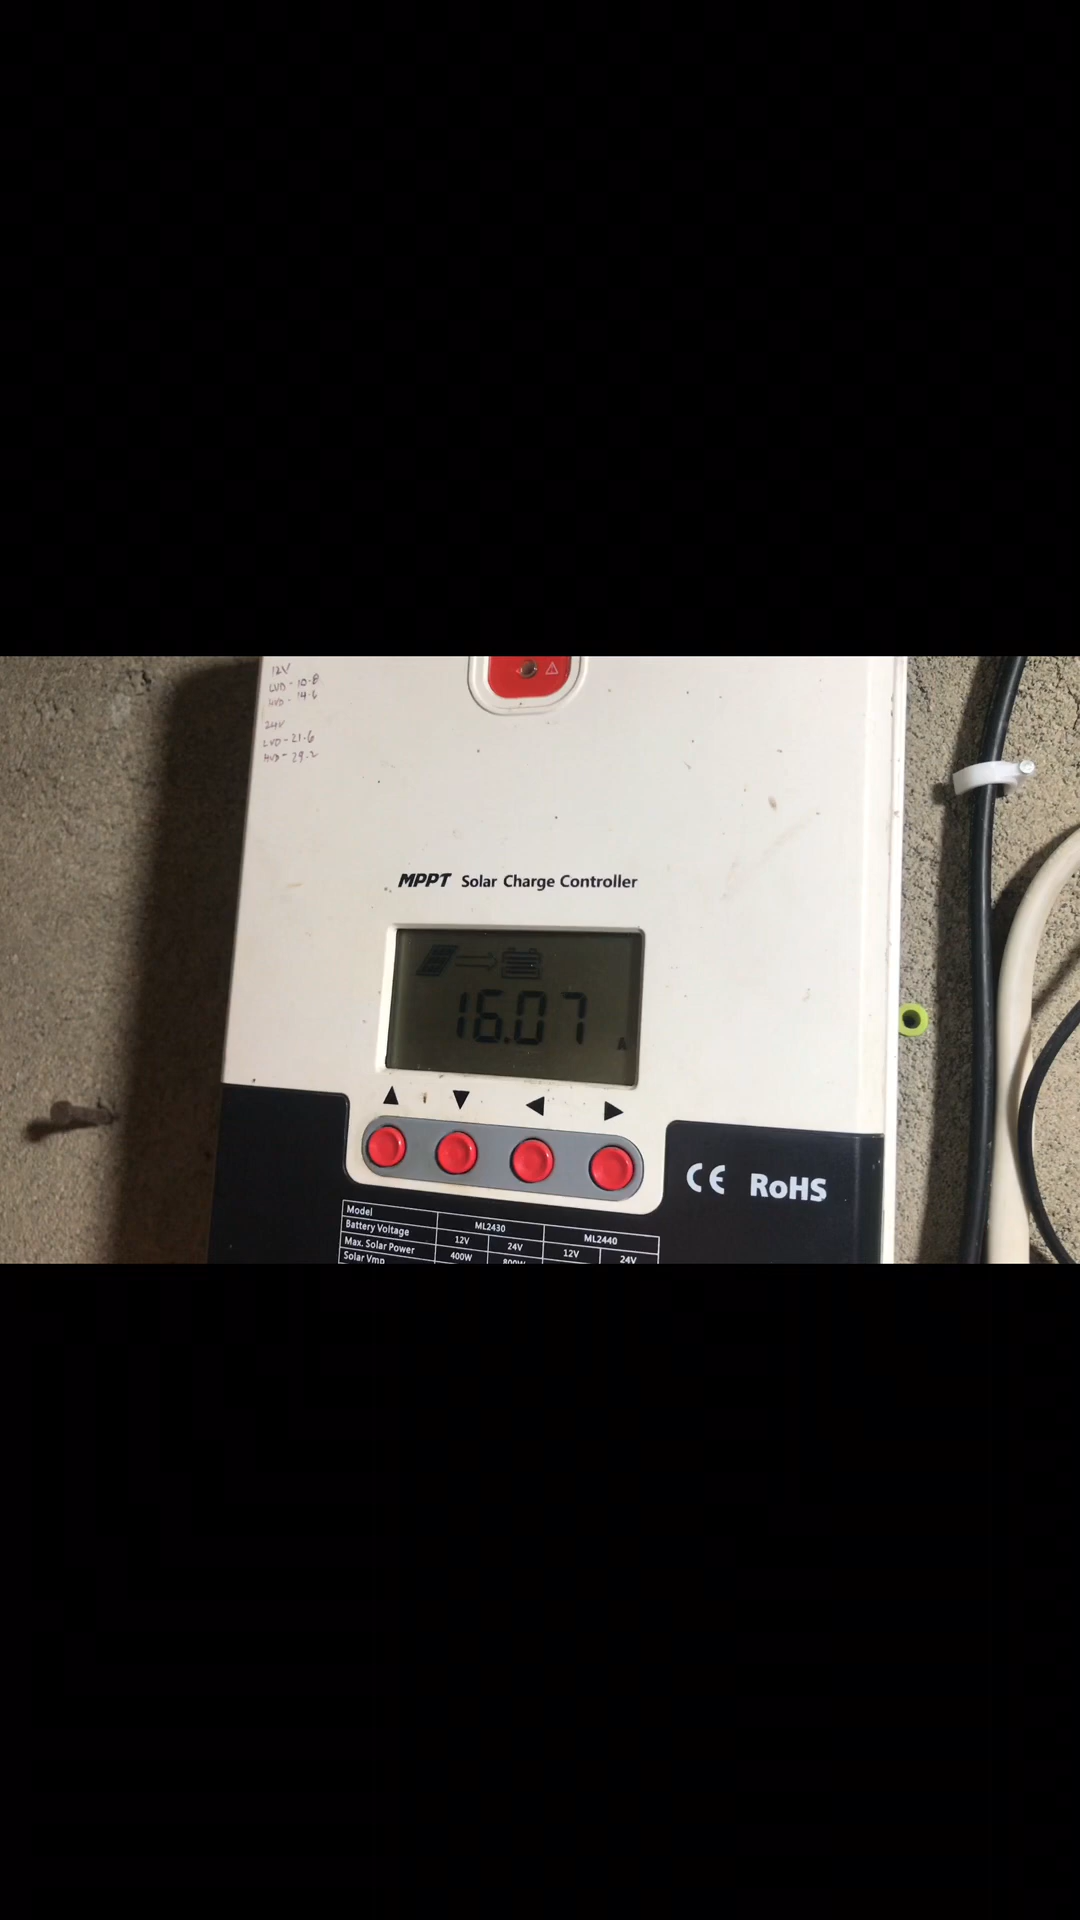 12V
LVD - 10.8
HVD - 14.6
24V
LVD - 21.6
HVD - 29.2
MPPT Solar Charge Controller
16.07 A
CE RoHS
Model ML2430 ML2440
Battery Voltage 12V 24V 12V 24V
Max. Solar Power 400W 800W
Solar Vmp